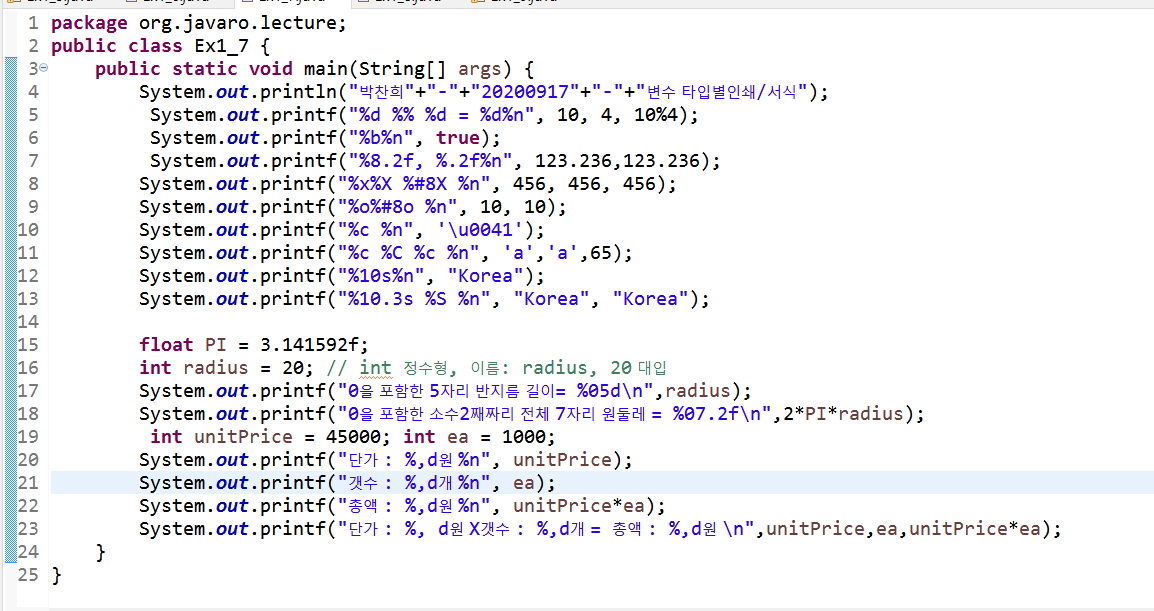 1 package org.javaro.lecture;
2 public class Ex1_7 {
3 public static void main(String[] args) {
4 System.out.println("박찬희"+"-"+"20200917"+"-"+"변수 타입별인쇄/서식");
5 System.out.printf("%d %% %d = %d%n", 10, 4, 10%4);
6 System.out.printf("%b%n", true);
7 System.out.printf("%8.2f, %.2f%n", 123.236,123.236);
8 System.out.printf("%x%X %#8X %n", 456, 456, 456);
9 System.out.printf("%o%#8o %n", 10, 10);
10 System.out.printf("%c %n", '\u0041');
11 System.out.printf("%c %C %c %n", 'a','a',65);
12 System.out.printf("%10s%n", "Korea");
13 System.out.printf("%10.3s %S %n", "Korea", "Korea");
14
15 float PI = 3.141592f;
16 int radius = 20; // int 정수형, 이름: radius, 20 대입
17 System.out.printf("0을 포함한 5자리 반지름 길이= %05d\n",radius);
18 System.out.printf("0을 포함한 소수2째짜리 전체 7자리 원둘레 = %07.2f\n",2*PI*radius);
19 int unitPrice = 45000; int ea = 1000;
20 System.out.printf("단가 : %,d원 %n", unitPrice);
21 System.out.printf("갯수 : %,d개 %n", ea);
22 System.out.printf("총액 : %,d원 %n", unitPrice*ea);
23 System.out.printf("단가 : %, d원 X갯수 : %,d개 = 총액 : %,d원 \n",unitPrice,ea,unitPrice*ea);
24 }
25 }